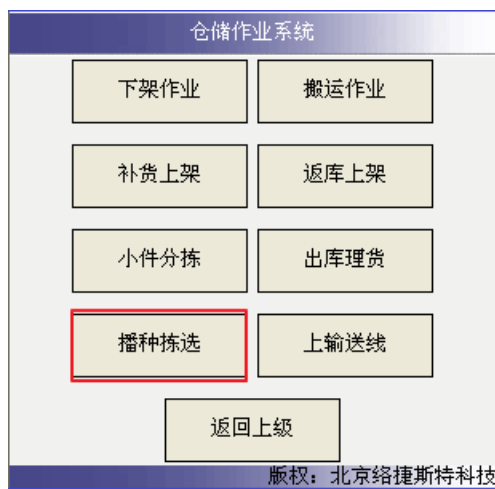 仓储作业系统
下架作业 搬运作业
补货上架 返库上架
小件分拣 出库理货
播种拣选 上输送线
返回上级
版权：北京络捷斯特科技